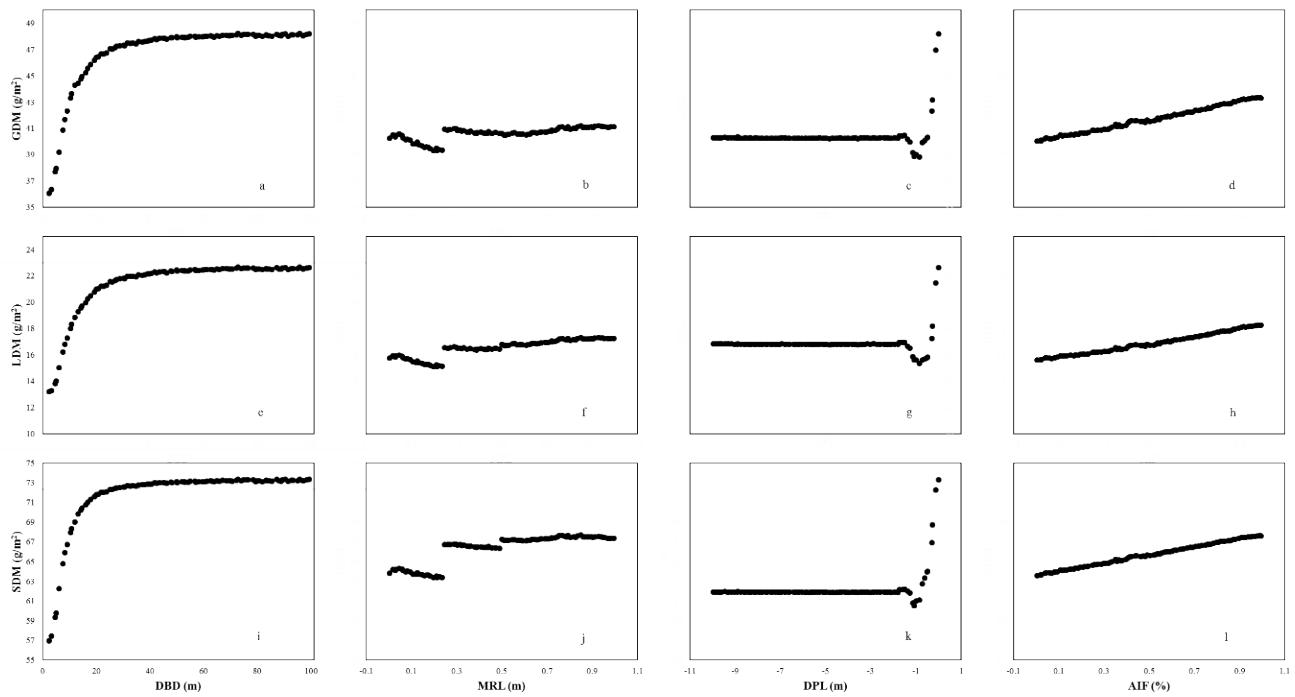 49
47
45
43
41
39
37
35
GDM (g/m²)
a
b
c
d
24
22
20
18
16
14
12
10
LDM (g/m²)
e
f
g
h
75
73
71
69
67
65
63
61
59
57
55
SDM (g/m²)
i
j
k
l
0 20 40 60 80 100
-0.1 0.1 0.3 0.5 0.7 0.9 1.1
-11 -9 -7 -5 -3 -1 1
-0.1 0.1 0.3 0.5 0.7 0.9 1.1
DBD (m)
MRL (m)
DPL (m)
AIF (%)